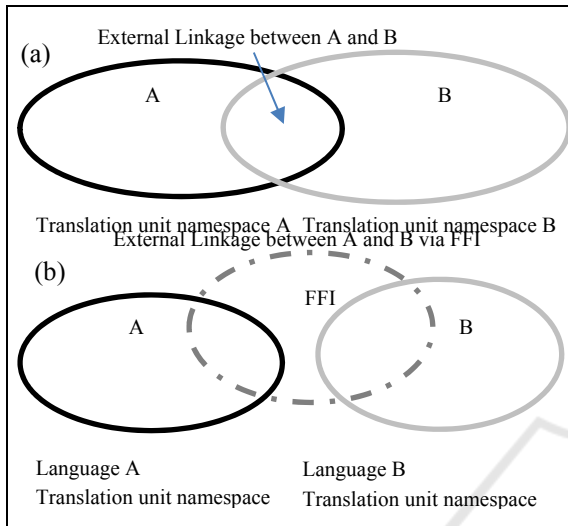 External Linkage between A and B
(a)
A B
Translation unit namespace A Translation unit namespace B
External Linkage between A and B via FFI
(b)
FFI
A B
Language A Language B
Translation unit namespace Translation unit namespace